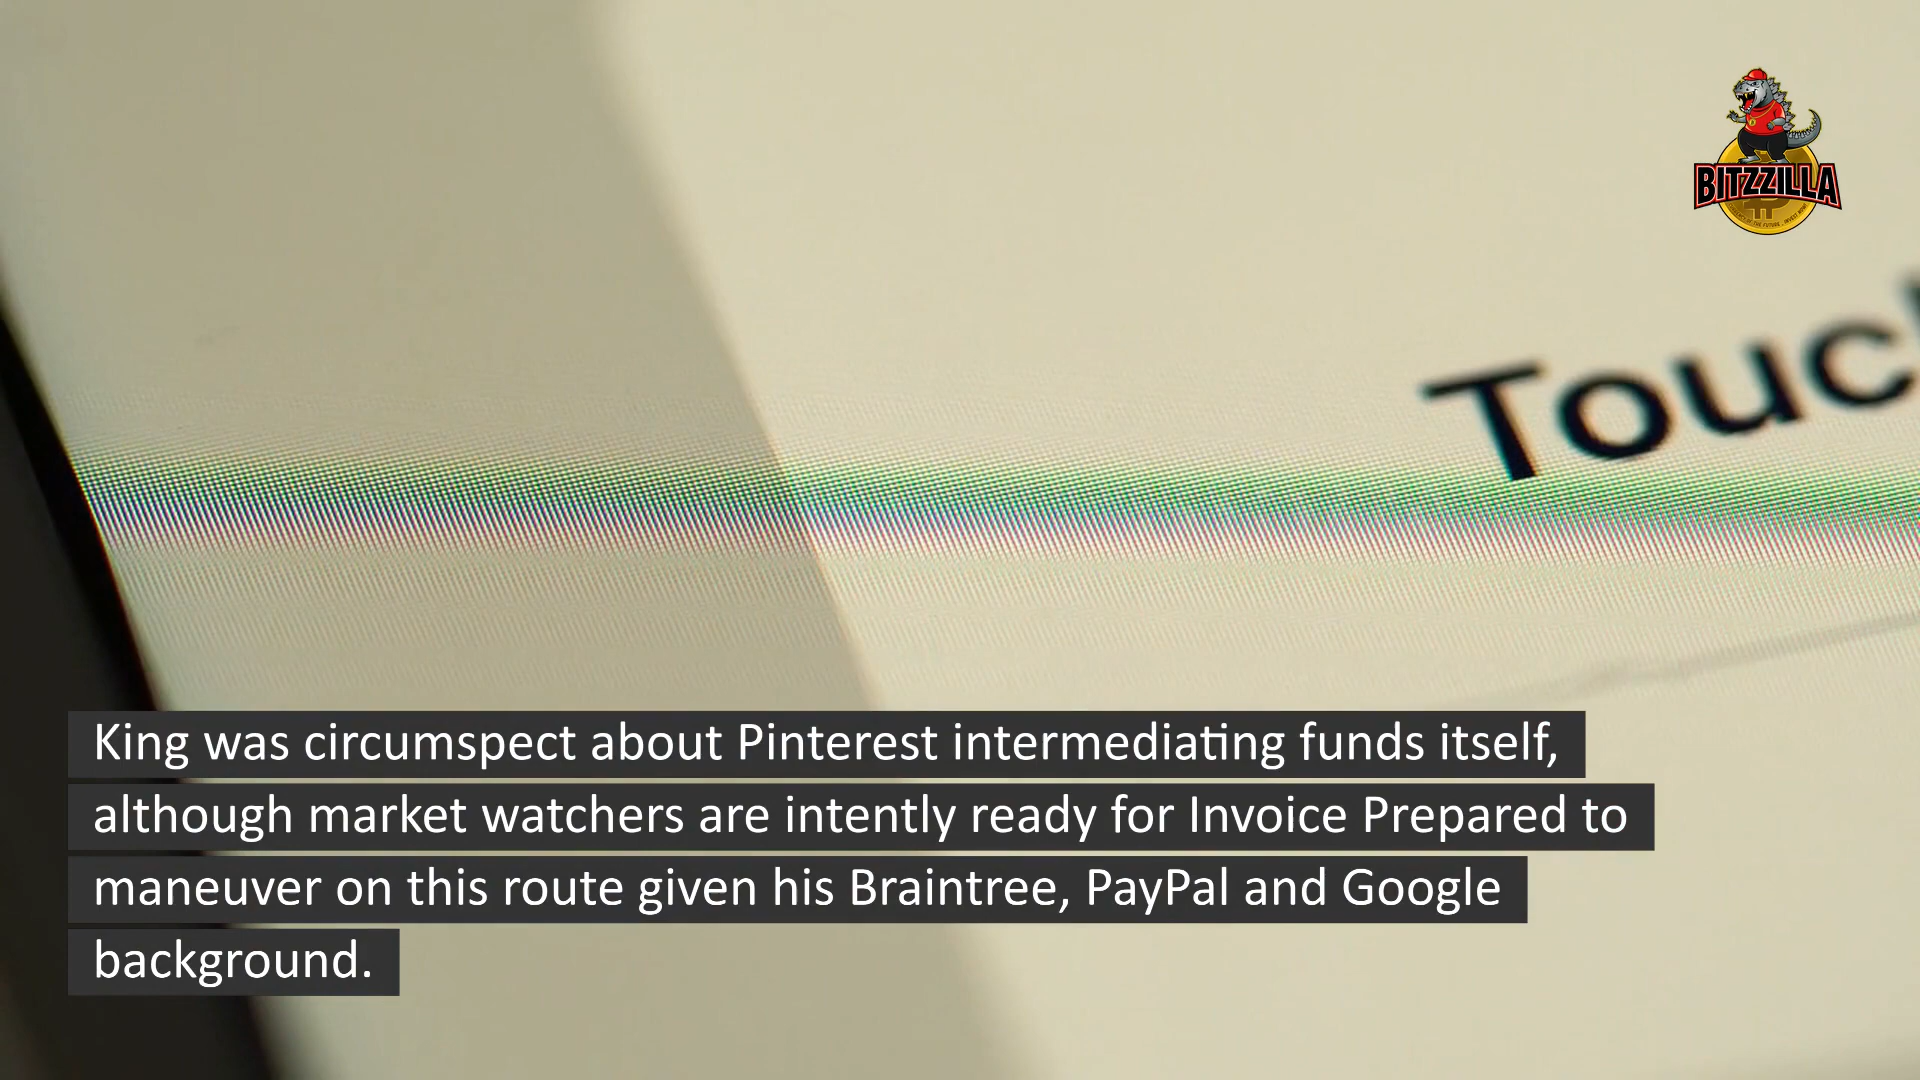 BITZZILLA
Touc
King was circumspect about Pinterest intermediating funds itself,
although market watchers are intently ready for Invoice Prepared to
maneuver on this route given his Braintree, PayPal and Google
background.